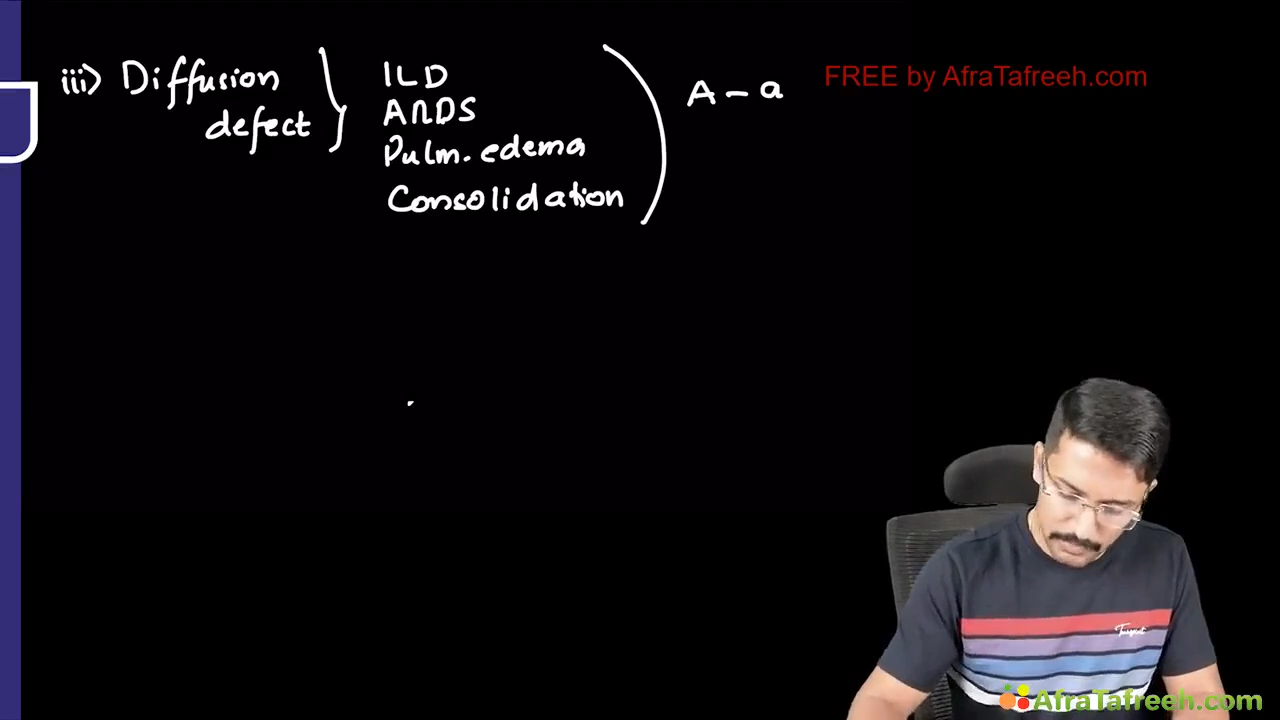 iii) Diffusion defect
ILD
ARDS
Pulm. edema
Consolidation
A - a
FREE by AfraTafreeh.com
AfraTafreeh.com